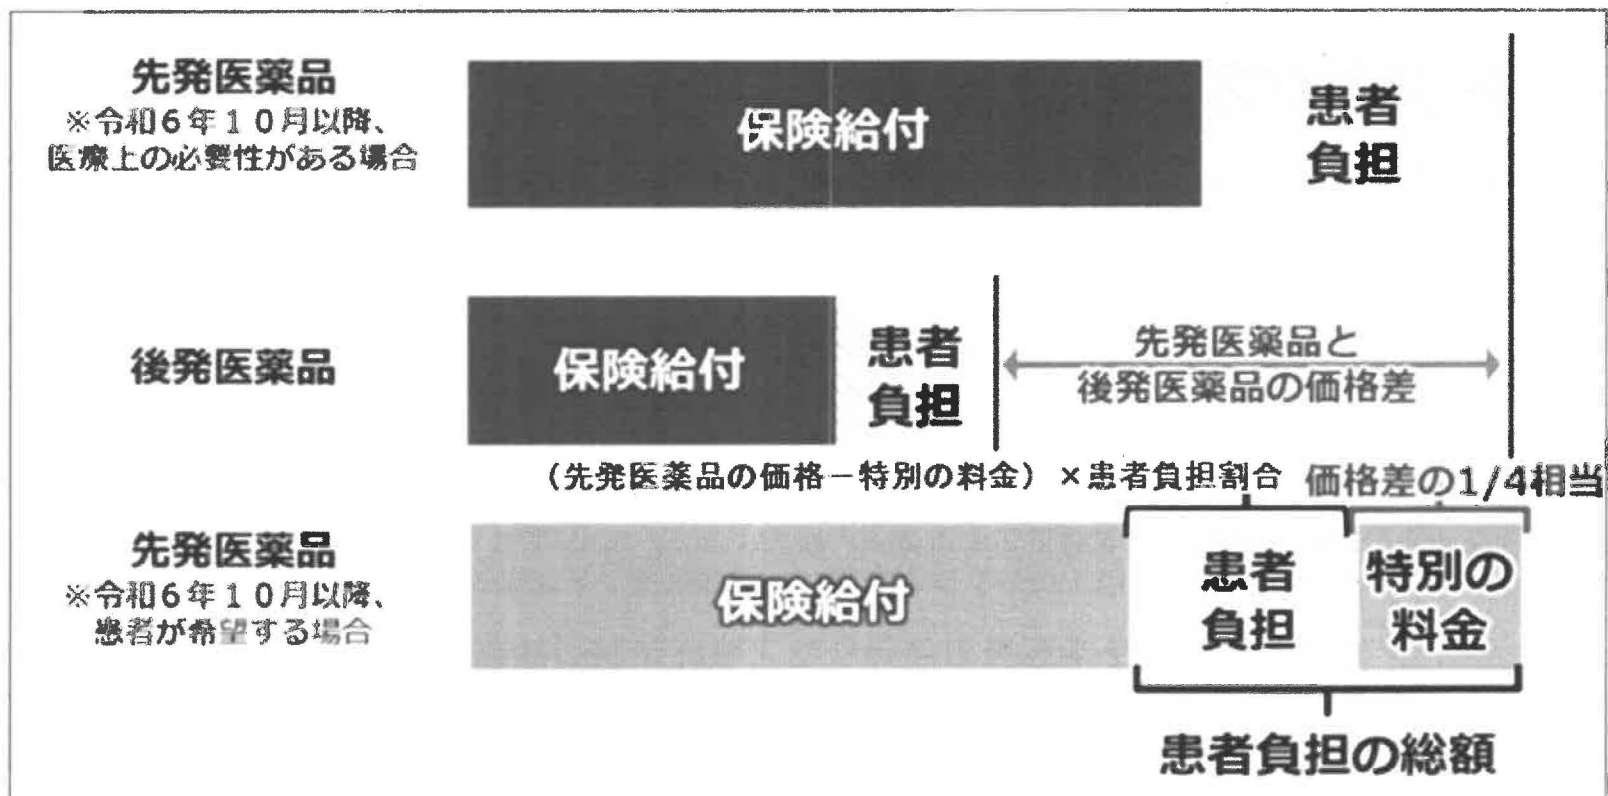 先発医薬品
※令和6年10月以降、
医療上の必要性がある場合
保険給付
患者
負担
後発医薬品
保険給付
患者
負担
先発医薬品と
後発医薬品の価格差
(先発医薬品の価格−特別の料金)×患者負担割合
価格差の1/4相当
先発医薬品
※令和6年10月以降、
患者が希望する場合
保険給付
患者
負担
特別の
料金
患者負担の総額